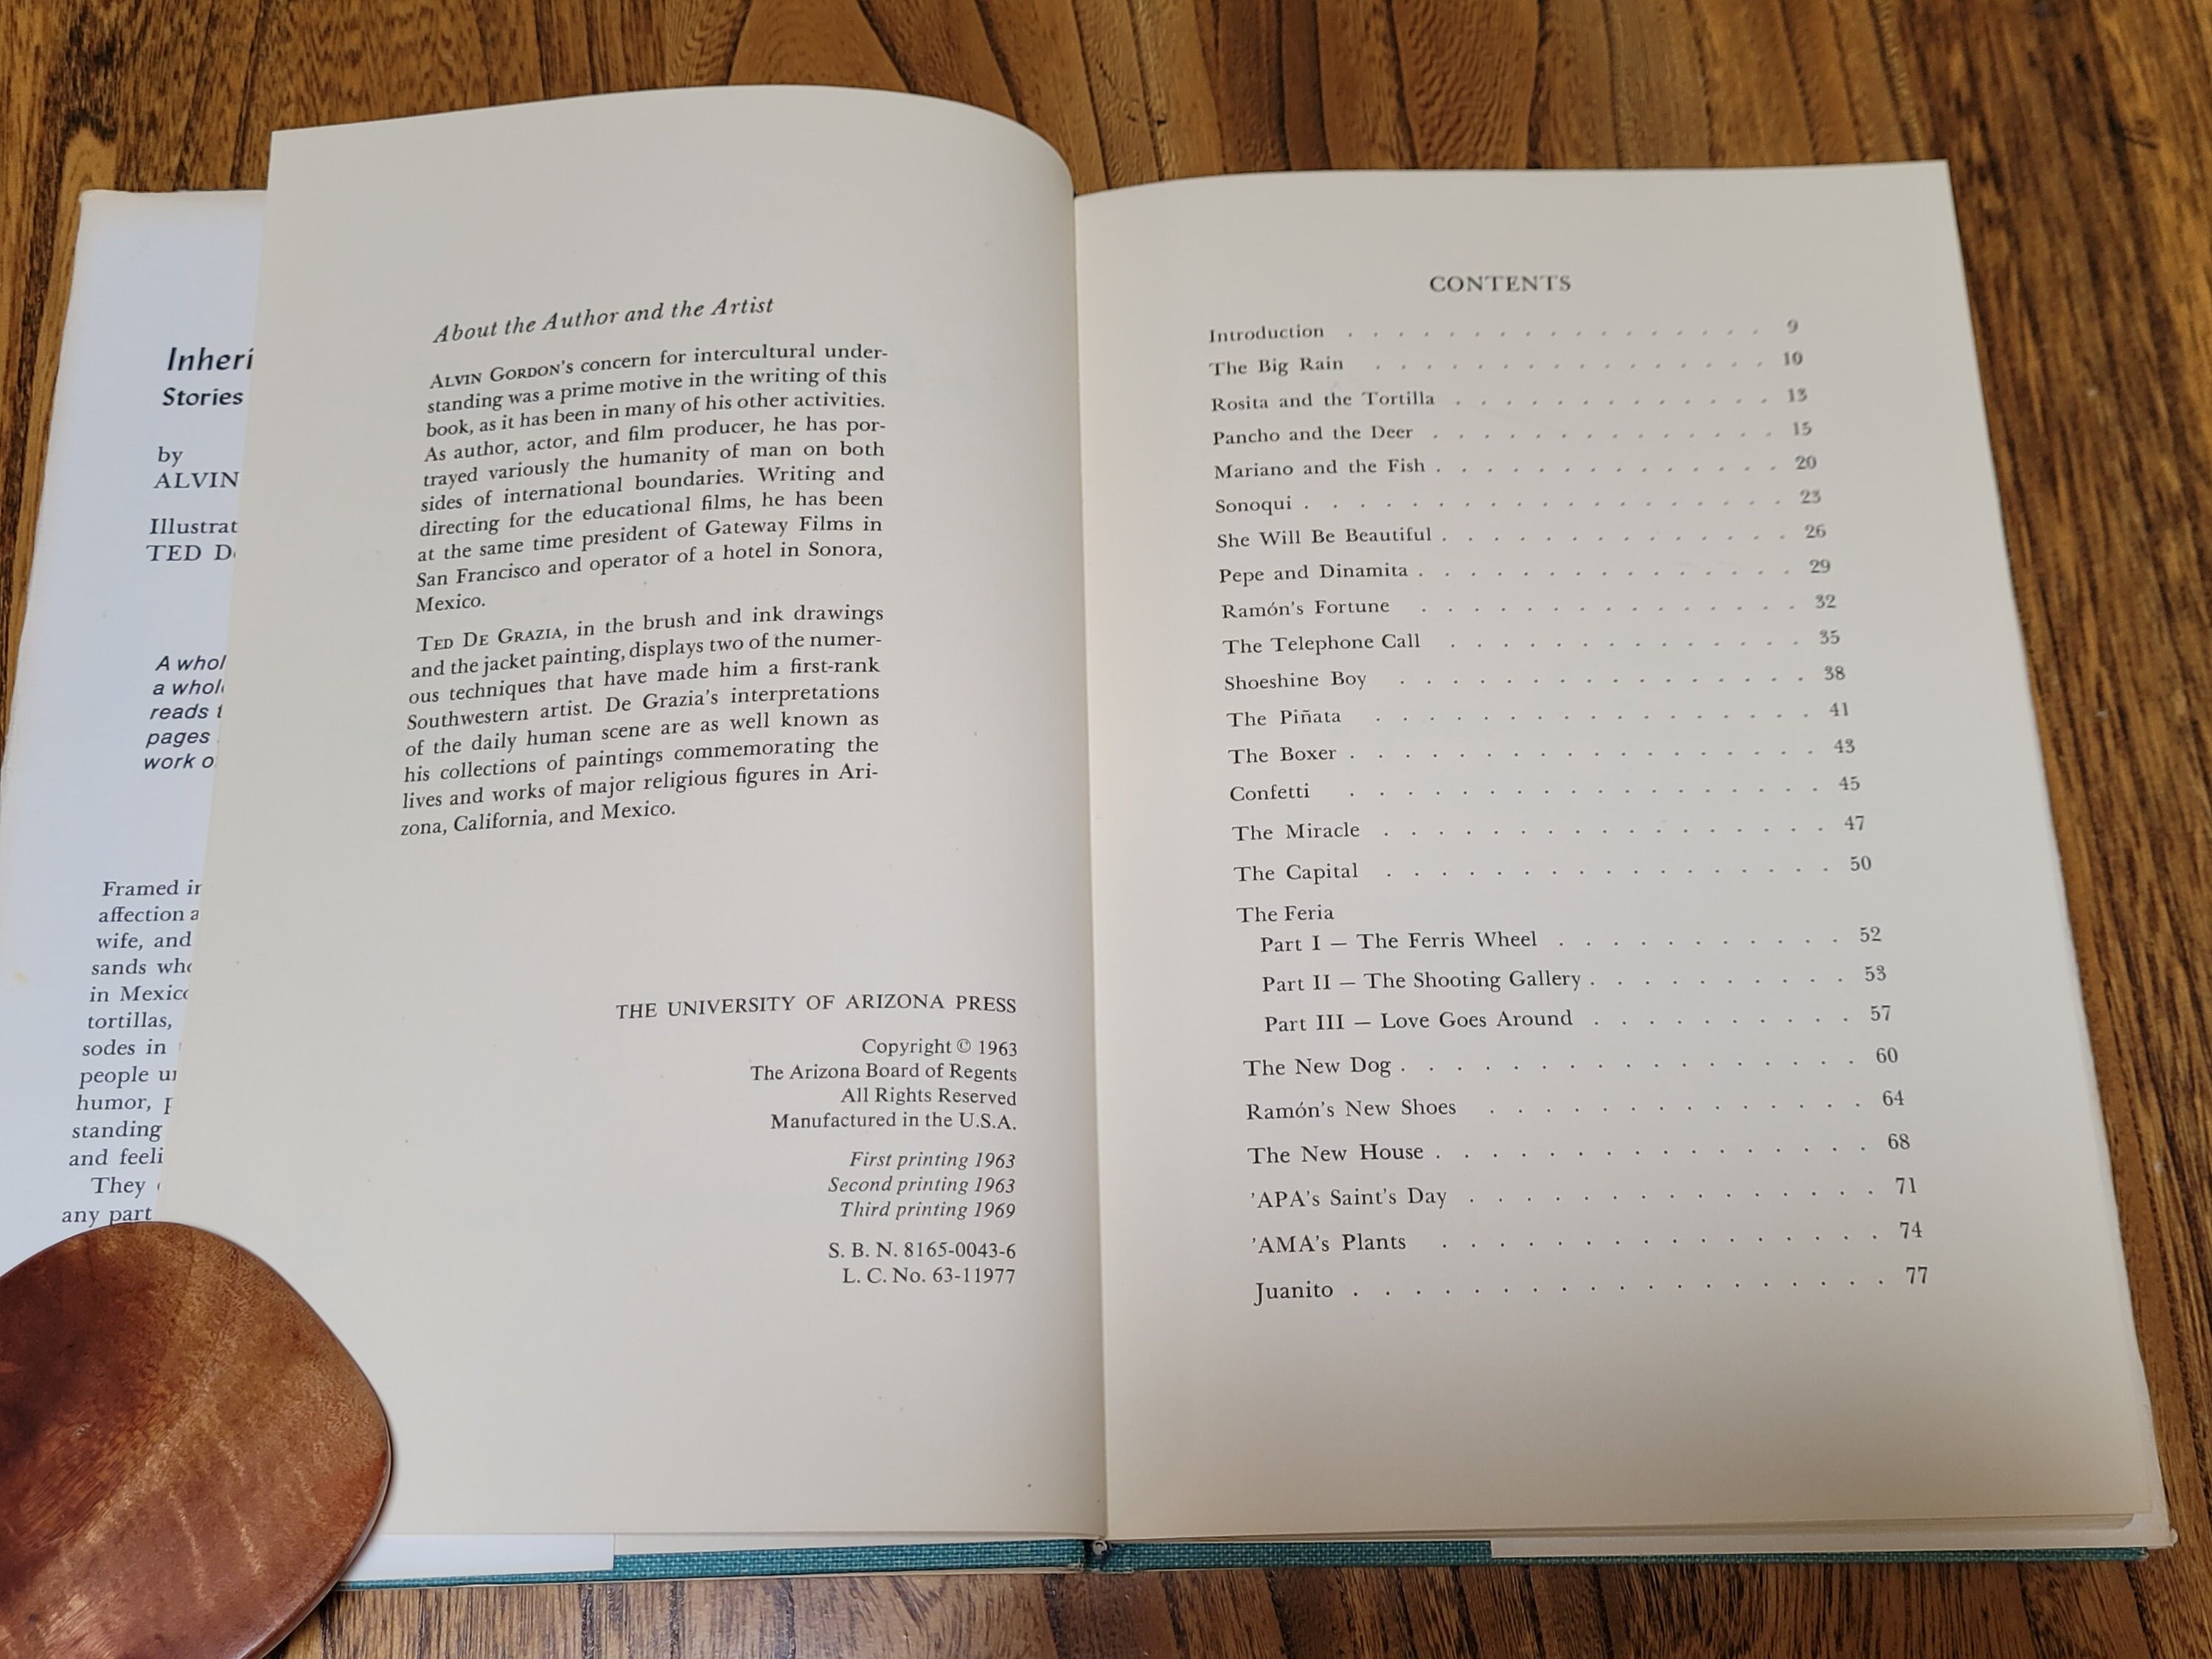 Inheri
Stories
by
ALVIN
Illustrat
TED D
A whol
a whol
reads t
pages
work o
Framed in
affection a
wife, and
sands who
in Mexico
tortillas,
sodes in
people un
humor, p
standing
and feeli
They
any part
About the Author and the Artist
ALVIN GORDON's concern for intercultural under-
standing was a prime motive in the writing of this
book, as it has been in many of his other activities.
As author, actor, and film producer, he has por-
trayed variously the humanity of man on both
sides of international boundaries. Writing and
directing for the educational films, he has been
at the same time president of Gateway Films in
San Francisco and operator of a hotel in Sonora,
Mexico.
TED DE GRAZIA, in the brush and ink drawings
and the jacket painting, displays two of the numer-
ous techniques that have made him a first-rank
Southwestern artist. De Grazia's interpretations
of the daily human scene are as well known as
his collections of paintings commemorating the
lives and works of major religious figures in Ari-
zona, California, and Mexico.
THE UNIVERSITY OF ARIZONA PRESS
Copyright © 1963
The Arizona Board of Regents
All Rights Reserved
Manufactured in the U.S.A.
First printing 1963
Second printing 1963
Third printing 1969
S. B. N. 8165-0043-6
L. C. No. 63-11977
CONTENTS
Introduction . . . . . . . . . . . . . . . . . 9
The Big Rain . . . . . . . . . . . . . . . . 10
Rosita and the Tortilla . . . . . . . . . . . . . 13
Pancho and the Deer . . . . . . . . . . . . . . 15
Mariano and the Fish . . . . . . . . . . . . . . 20
Sonoqui . . . . . . . . . . . . . . . . . . 23
She Will Be Beautiful . . . . . . . . . . . . . . 26
Pepe and Dinamita . . . . . . . . . . . . . . . 29
Ramón's Fortune . . . . . . . . . . . . . . 32
The Telephone Call . . . . . . . . . . . . . 35
Shoeshine Boy . . . . . . . . . . . . . . . 38
The Piñata . . . . . . . . . . . . . . . . 41
The Boxer . . . . . . . . . . . . . . . . . 43
Confetti . . . . . . . . . . . . . . . . . 45
The Miracle . . . . . . . . . . . . . . . . 47
The Capital . . . . . . . . . . . . . . . . 50
The Feria
Part I — The Ferris Wheel . . . . . . . . . . . 52
Part II — The Shooting Gallery . . . . . . . . . . 53
Part III — Love Goes Around . . . . . . . . . . 57
The New Dog . . . . . . . . . . . . . . . . 60
Ramón's New Shoes . . . . . . . . . . . . . . 64
The New House . . . . . . . . . . . . . . . . 68
'APA's Saint's Day . . . . . . . . . . . . . . . 71
'AMA's Plants . . . . . . . . . . . . . . . . 74
Juanito . . . . . . . . . . . . . . . . . . 77